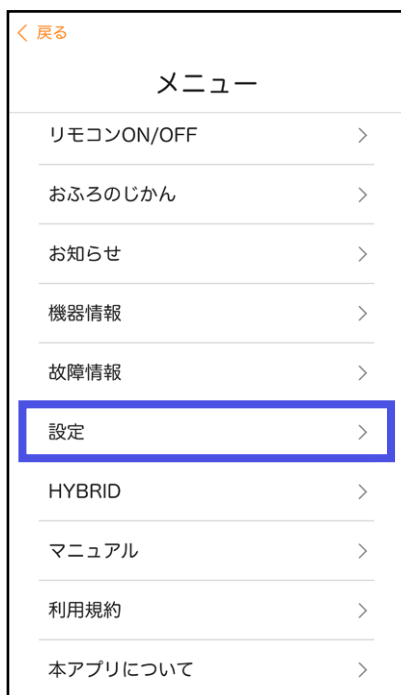 戻る
メニュー
リモコンON/OFF
おふろのじかん
お知らせ
機器情報
故障情報
設定
HYBRID
マニュアル
利用規約
本アプリについて